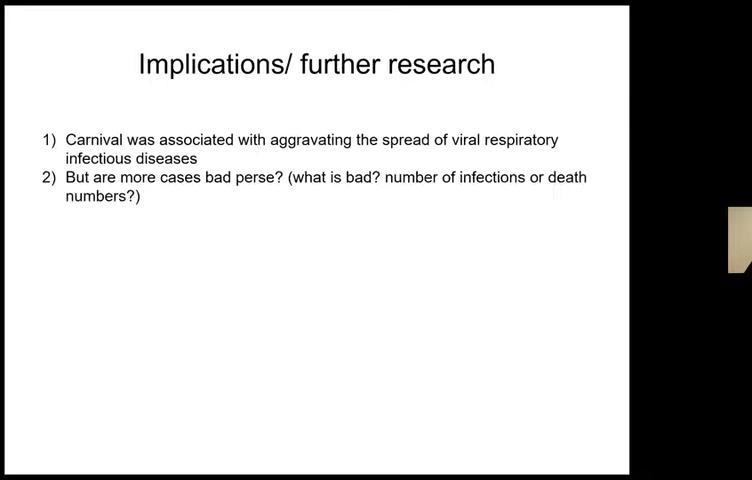 Implications/ further research
1) Carnival was associated with aggravating the spread of viral respiratory
infectious diseases
2) But are more cases bad perse? (what is bad? number of infections or death
numbers?)